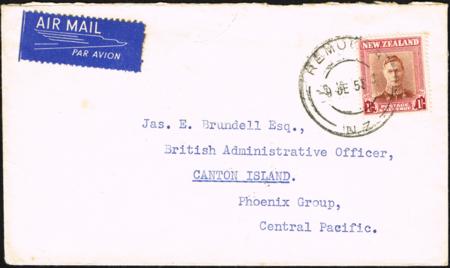 AIR MAIL
PAR AVION
NEW ZEALAND
POSTAGE
1/-
N.Z.
Jas. E. Brundell Esq.,
British Administrative Officer,
CANTON ISLAND.
Phoenix Group,
Central Pacific.